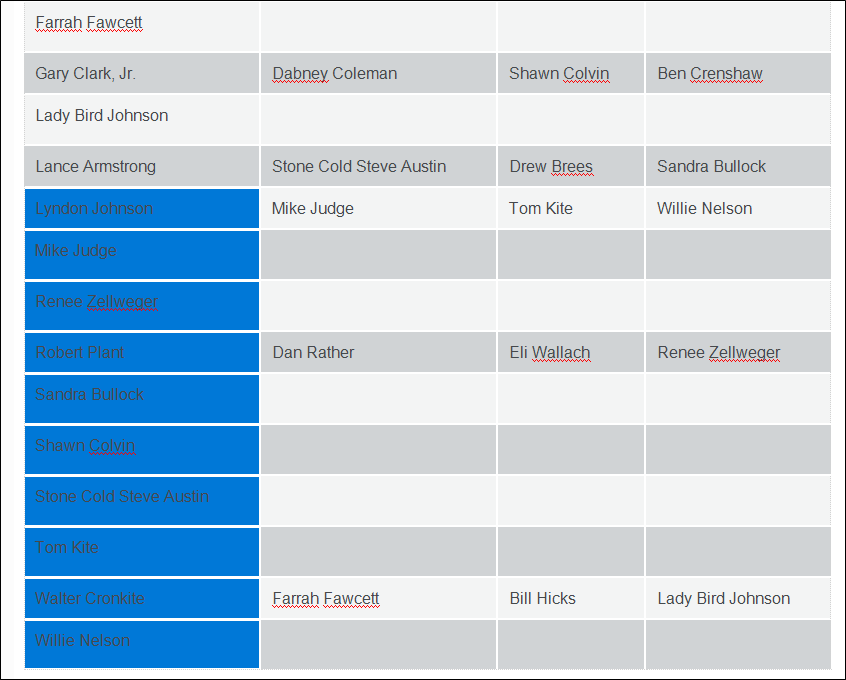 Farrah Fawcett
Gary Clark, Jr. Dabney Coleman Shawn Colvin Ben Crenshaw
Lady Bird Johnson
Lance Armstrong Stone Cold Steve Austin Drew Brees Sandra Bullock
Lyndon Johnson Mike Judge Tom Kite Willie Nelson
Mike Judge
Renee Zellweger
Robert Plant Dan Rather Eli Wallach Renee Zellweger
Sandra Bullock
Shawn Colvin
Stone Cold Steve Austin
Tom Kite
Walter Cronkite Farrah Fawcett Bill Hicks Lady Bird Johnson
Willie Nelson